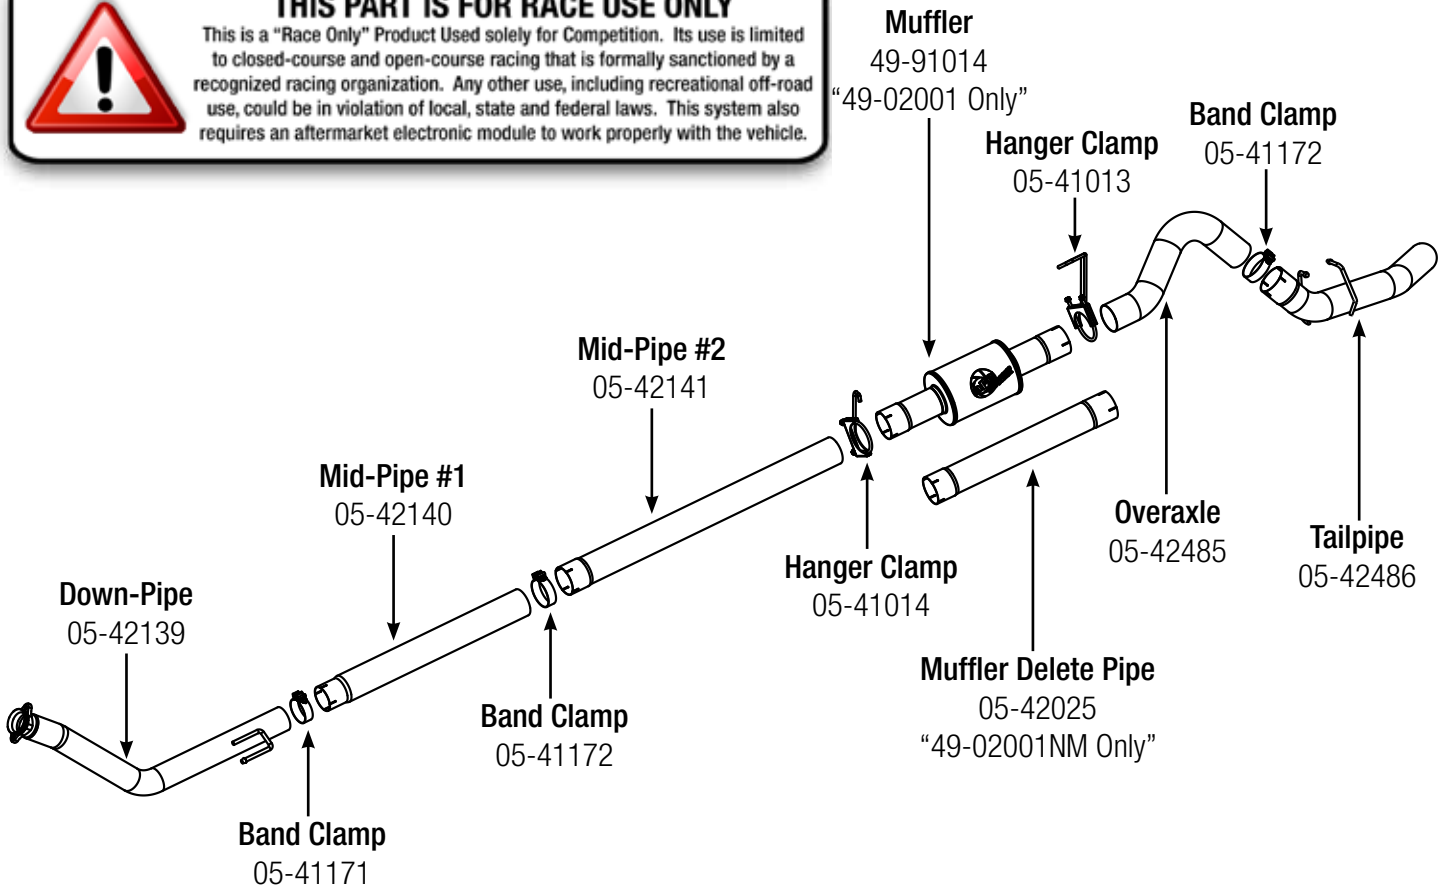 THIS PART IS FOR RACE USE ONLY
This is a “Race Only” Product Used solely for Competition. Its use is limited
to closed-course and open-course racing that is formally sanctioned by a
recognized racing organization. Any other use, including recreational off-road
use, could be in violation of local, state and federal laws. This system also
requires an aftermarket electronic module to work properly with the vehicle.
Muffler
49-91014
“49-02001 Only”
Hanger Clamp
05-41013
Band Clamp
05-41172
Mid-Pipe #2
05-42141
Mid-Pipe #1
05-42140
Down-Pipe
05-42139
Hanger Clamp
05-41014
Overaxle
05-42485
Tailpipe
05-42486
Muffler Delete Pipe
05-42025
“49-02001NM Only”
Band Clamp
05-41172
Band Clamp
05-41171